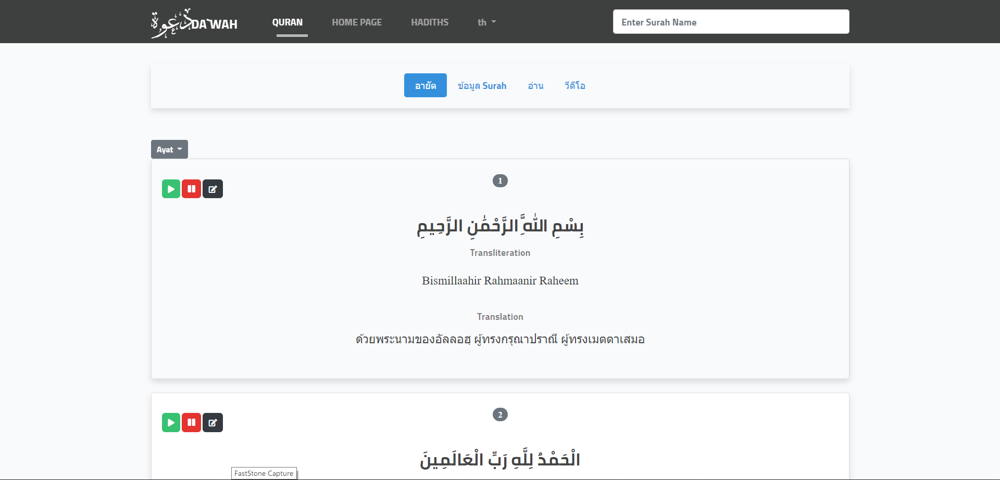 دعوة DA'WAH
QURAN HOME PAGE HADITHS th
Enter Surah Name
อายัต ข้อมูล Surah อ่าน วีดีโอ
Ayat
1
بِسْمِ اللَّهِ الرَّحْمَٰنِ الرَّحِيمِ
Transliteration
Bismillaahir Rahmaanir Raheem
Translation
ด้วยพระนามของอัลลอฮฺ ผู้ทรงกรุณาปราณี ผู้ทรงเมตตาเสมอ
2
الْحَمْدُ لِلَّهِ رَبِّ الْعَالَمِينَ
FastStone Capture